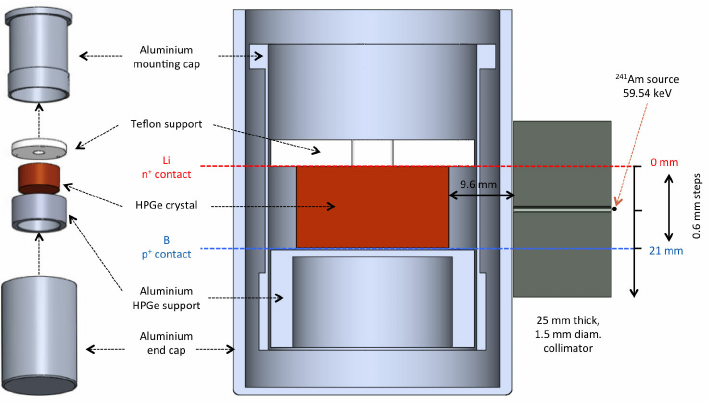 Aluminium
mounting cap
Teflon support
Li
n⁺ contact
HPGe crystal
B
p⁺ contact
Aluminium
HPGe support
Aluminium
end cap
9.6 mm
²⁴¹Am source
59.54 keV
0 mm
0.6 mm steps
21 mm
25 mm thick,
1.5 mm diam.
collimator